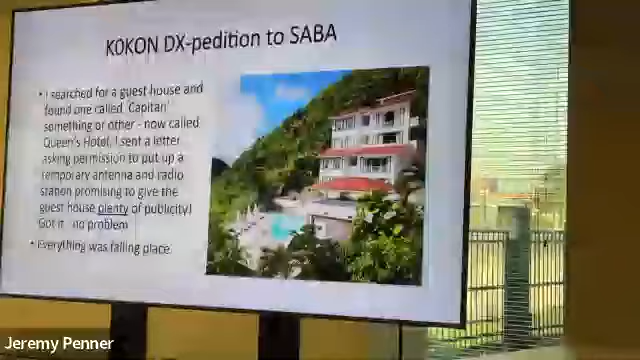 K0KON DX-pedition to SABA
• I searched for a guest house and
found one called 'Capitan'
something or other - now called
Queen's Hotel. I sent a letter
asking permission to put up a
temporary antenna and radio
station promising to give the
guest house plenty of publicity!
Got it - no problem
• Everything was falling place.
Jeremy Penner